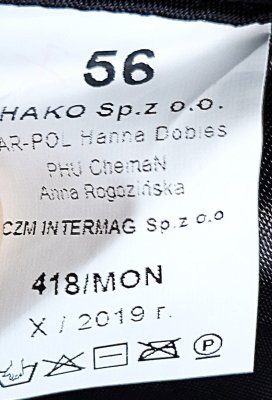 56
HAKO Sp.z o.o.
AR-POL Hanna Dobies
PHU ChemaN
Anna Rogozińska
CZM INTERMAG Sp.z o.o
418/MON
X / 2019 r.
P